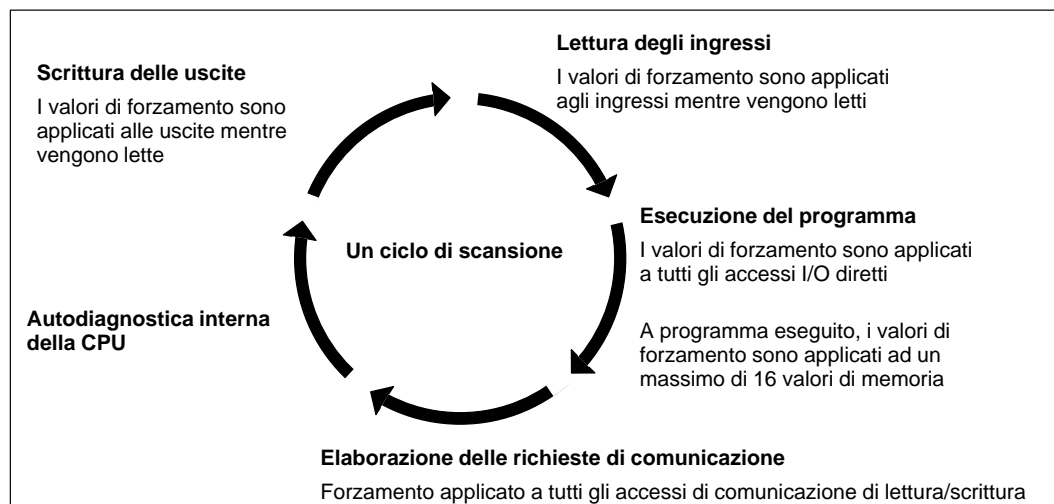 Lettura degli ingressi
I valori di forzamento sono applicati
agli ingressi mentre vengono letti
Esecuzione del programma
I valori di forzamento sono applicati
a tutti gli accessi I/O diretti
A programma eseguito, i valori di
forzamento sono applicati ad un
massimo di 16 valori di memoria
Elaborazione delle richieste di comunicazione
Forzamento applicato a tutti gli accessi di comunicazione di lettura/scrittura
Autodiagnostica interna
della CPU
Scrittura delle uscite
I valori di forzamento sono
applicati alle uscite mentre
vengono lette
Un ciclo di scansione